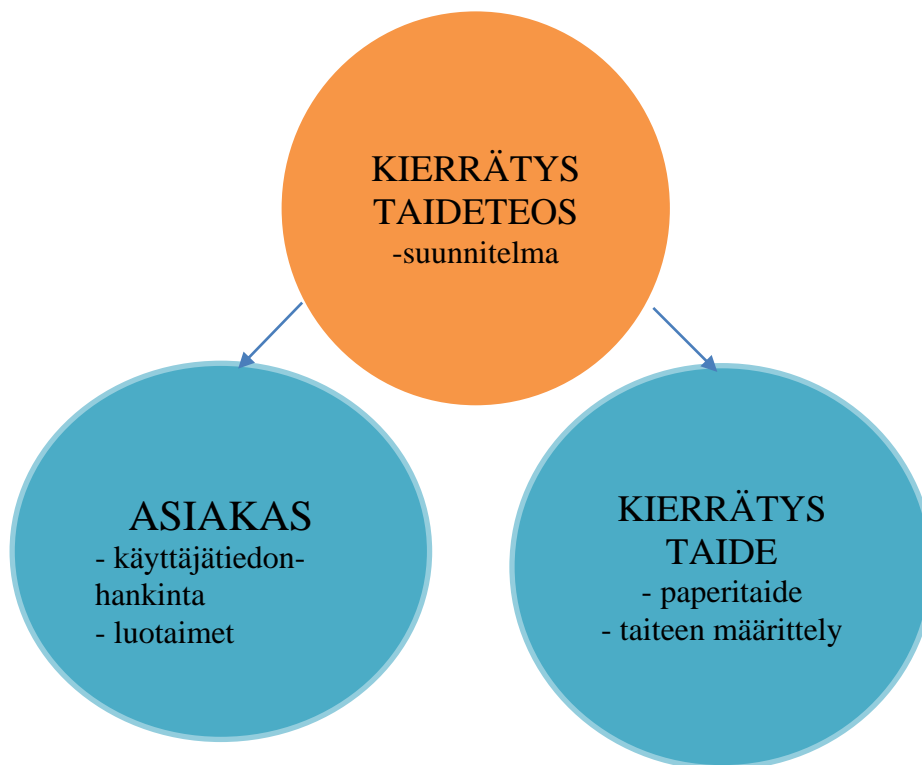 KIERRÄTYS
TAIDETEOS
-suunnitelma
ASIAKAS
- käyttäjätiedon-
hankinta
- luotaimet
KIERRÄTYS
TAIDE
- paperitaide
- taiteen määrittely